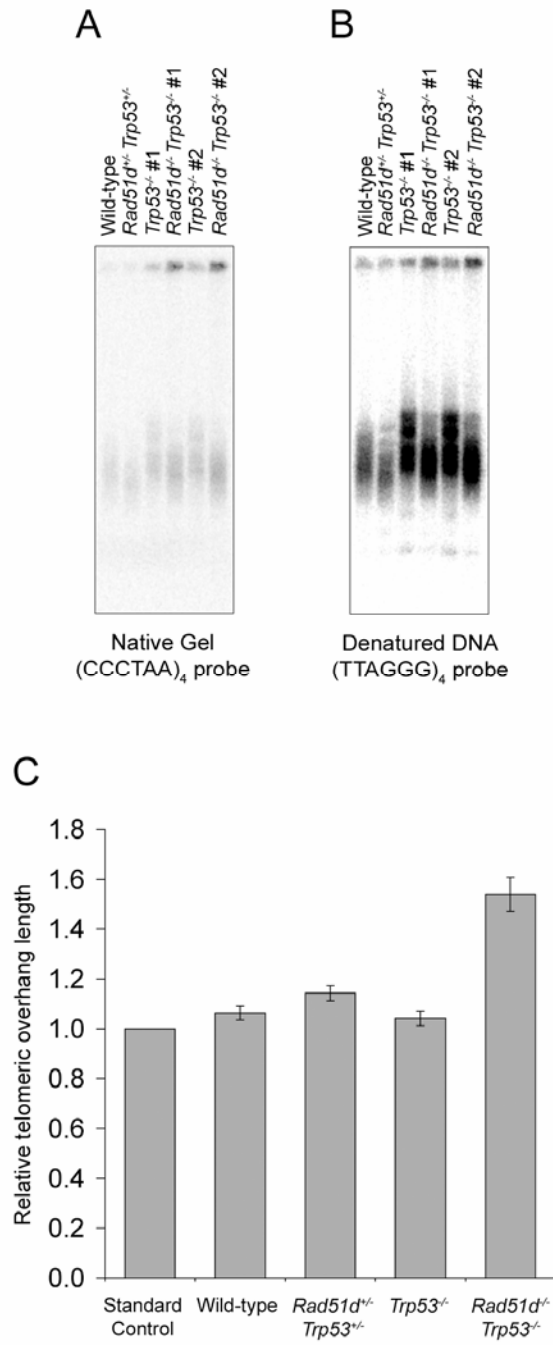 A
Wild-type
Rad51d+/- Trp53+/-
Trp53-/- #1
Rad51d-/- Trp53-/- #1
Trp53-/- #2
Rad51d-/- Trp53-/- #2
Native Gel
(CCCTAA)4 probe
B
Wild-type
Rad51d+/- Trp53+/-
Trp53-/- #1
Rad51d-/- Trp53-/- #1
Trp53-/- #2
Rad51d-/- Trp53-/- #2
Denatured DNA
(TTAGGG)4 probe
C
Relative telomeric overhang length
1.8
1.6
1.4
1.2
1.0
0.8
0.6
0.4
0.2
0.0
Standard
Control
Wild-type
Rad51d+/-
Trp53+/-
Trp53-/-
Rad51d-/-
Trp53-/-